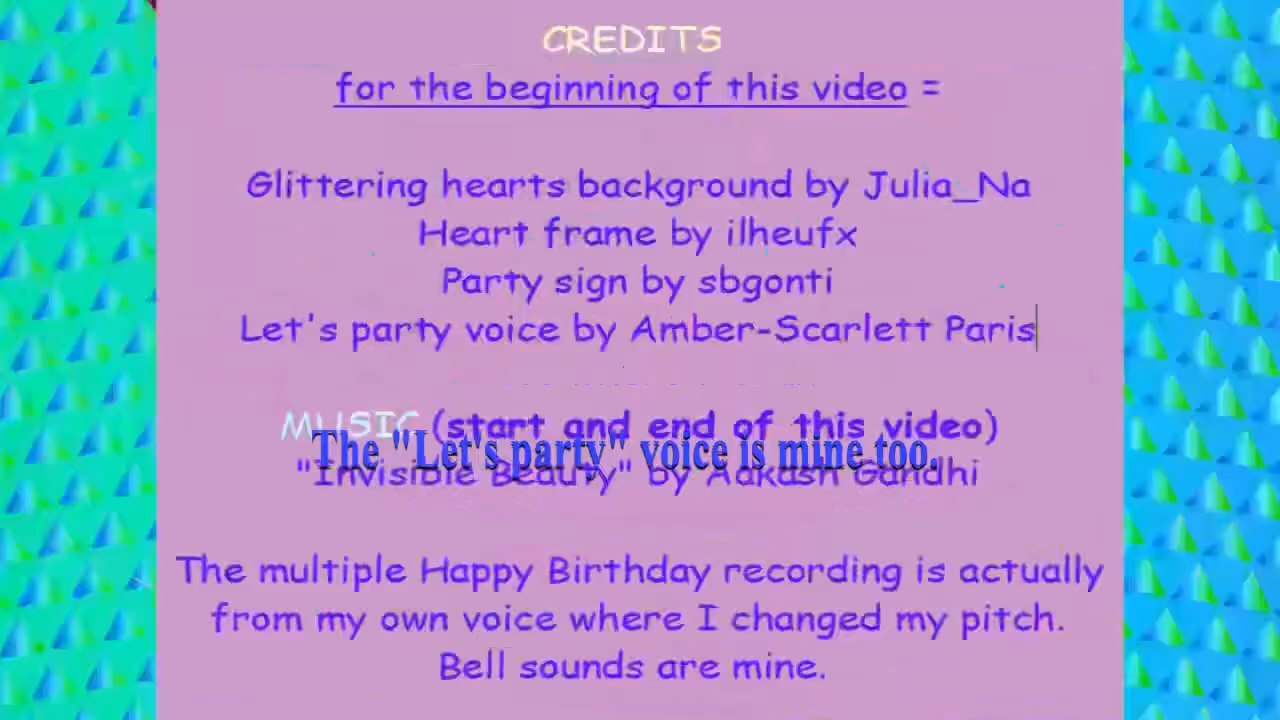 CREDITS
for the beginning of this video =
Glittering hearts background by Julia_Na
Heart frame by ilheufx
Party sign by sbgonti
Let's party voice by Amber-Scarlett Paris
MUSIC (start and end of this video)
The "Let's party" voice is mine too.
"Invisible Beauty" by Aakash Gandhi
The multiple Happy Birthday recording is actually
from my own voice where I changed my pitch.
Bell sounds are mine.